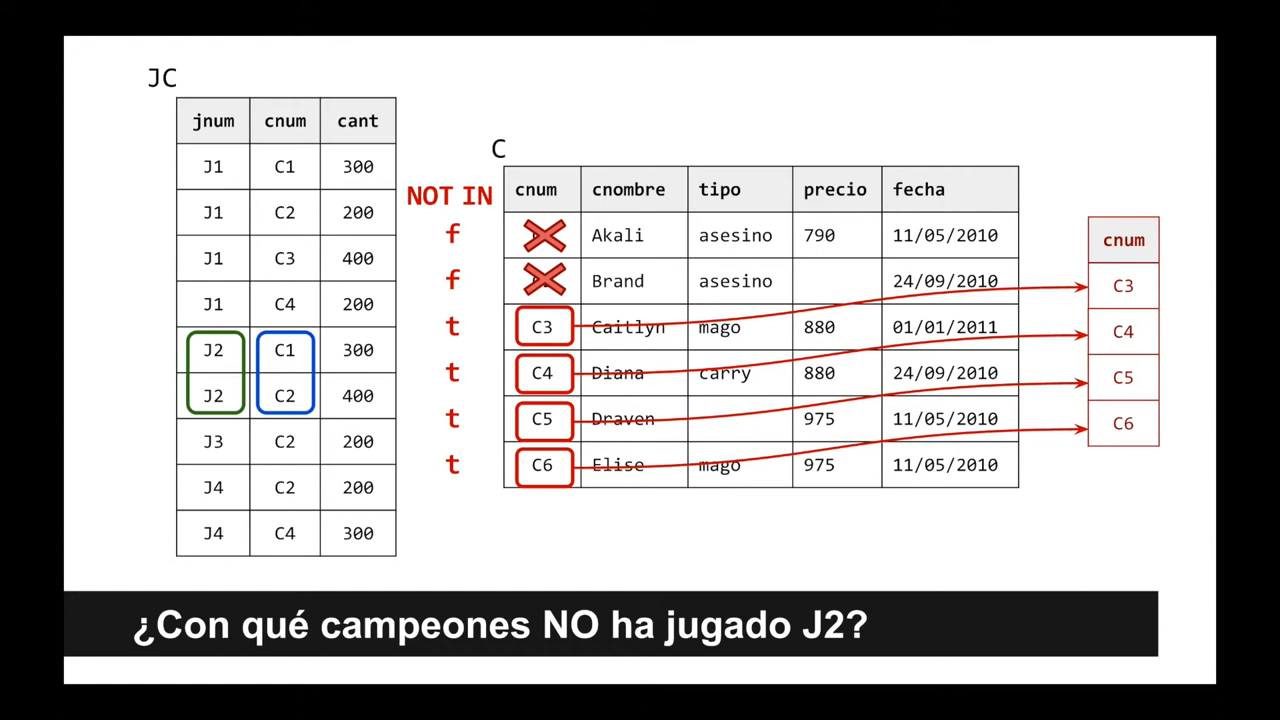 JC
jnum cnum cant
J1 C1 300
J1 C2 200
J1 C3 400
J1 C4 200
J2 C1 300
J2 C2 400
J3 C2 200
J4 C2 200
J4 C4 300
C
NOT IN
cnum cnombre tipo precio fecha
f Akali asesino 790 11/05/2010
f Brand asesino 24/09/2010
t C3 Caitlyn mago 880 01/01/2011
t C4 Diana carry 880 24/09/2010
t C5 Draven 975 11/05/2010
t C6 Elise mago 975 11/05/2010
cnum
C3
C4
C5
C6
¿Con qué campeones NO ha jugado J2?